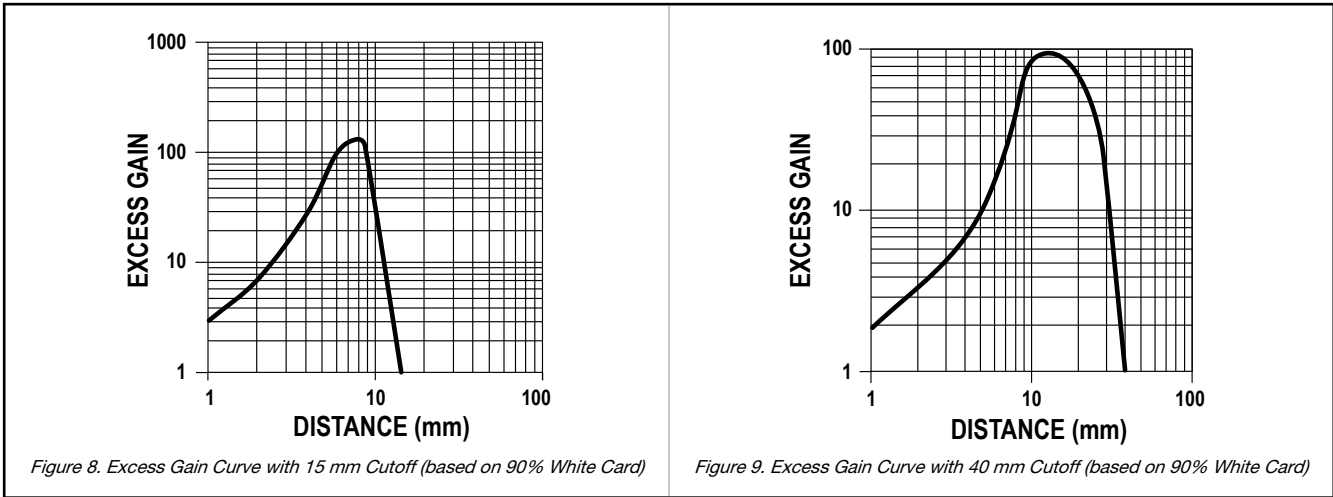 1000
100
10
1
EXCESS GAIN
1
10
100
DISTANCE (mm)
Figure 8. Excess Gain Curve with 15 mm Cutoff (based on 90% White Card)
100
10
1
EXCESS GAIN
1
10
100
DISTANCE (mm)
Figure 9. Excess Gain Curve with 40 mm Cutoff (based on 90% White Card)